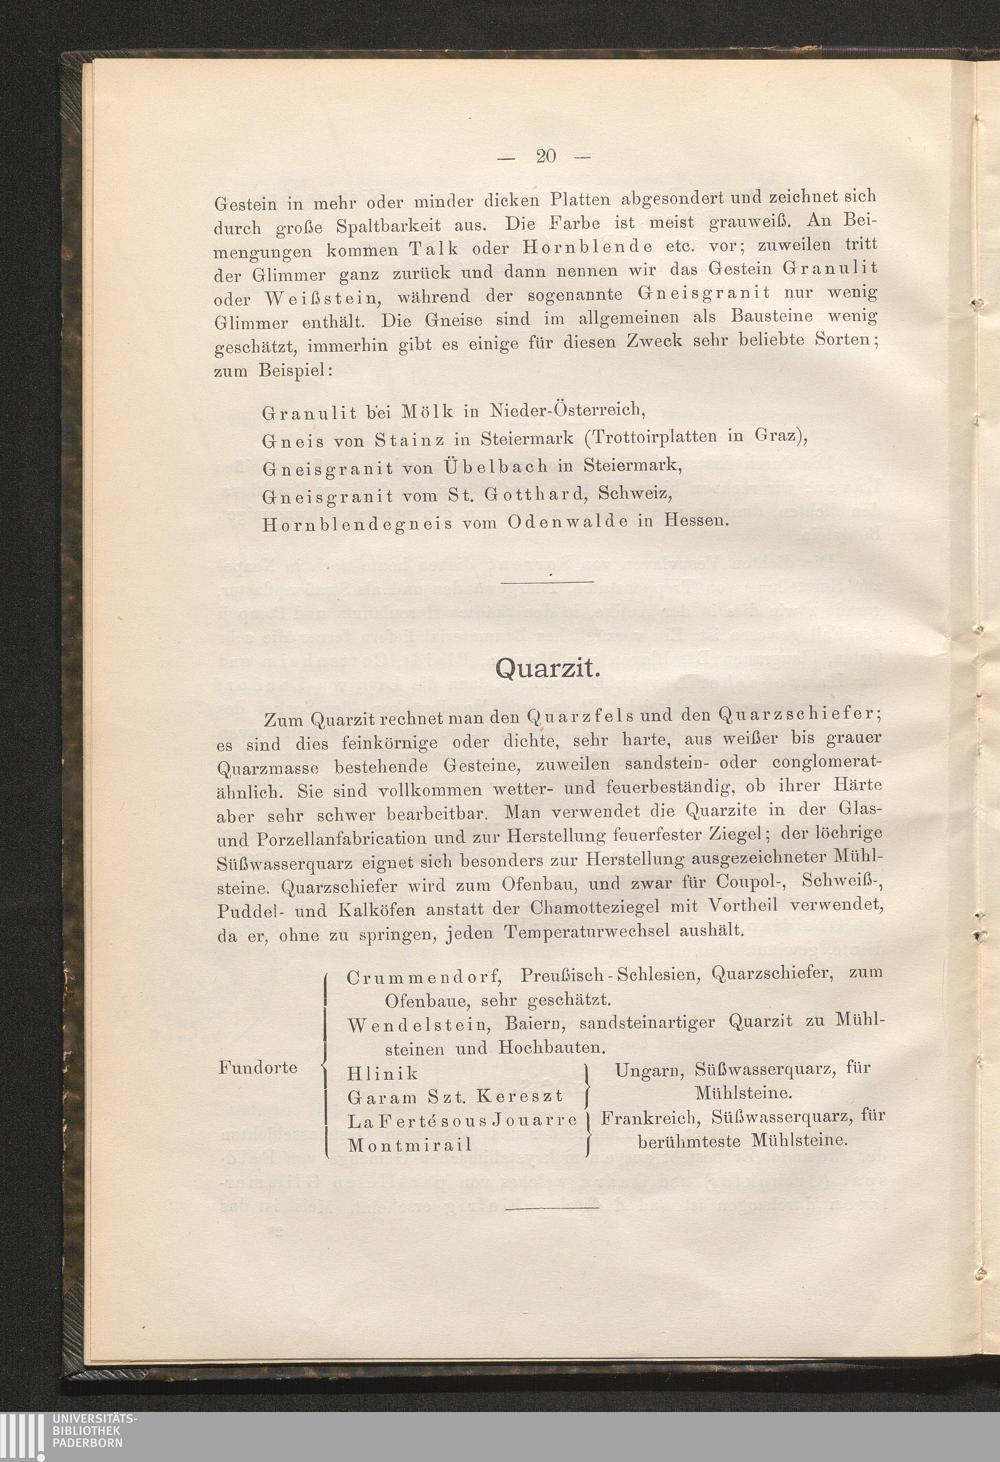 — 20 —
Gestein in mehr oder minder dicken Platten abgesondert und zeichnet sich
durch große Spaltbarkeit aus. Die Farbe ist meist grauweiß. An Bei-
mengungen kommen Talk oder Hornblende etc. vor; zuweilen tritt
der Glimmer ganz zurück und dann nennen wir das Gestein Granulit
oder Weißstein, während der sogenannte Gneisgranit nur wenig
Glimmer enthält. Die Gneise sind im allgemeinen als Bausteine wenig
geschätzt, immerhin gibt es einige für diesen Zweck sehr beliebte Sorten;
zum Beispiel:
Granulit bei Mölk in Nieder-Österreich,
Gneis von Stainz in Steiermark (Trottoirplatten in Graz),
Gneisgranit von Übelbach in Steiermark,
Gneisgranit vom St. Gotthard, Schweiz,
Hornblendegneis vom Odenwalde in Hessen.
Quarzit.
Zum Quarzit rechnet man den Quarzfels und den Quarzschiefer;
es sind dies feinkörnige oder dichte, sehr harte, aus weißer bis grauer
Quarzmasse bestehende Gesteine, zuweilen sandstein- oder conglomerat-
ähnlich. Sie sind vollkommen wetter- und feuerbeständig, ob ihrer Härte
aber sehr schwer bearbeitbar. Man verwendet die Quarzite in der Glas-
und Porzellanfabrication und zur Herstellung feuerfester Ziegel; der löchrige
Süßwasserquarz eignet sich besonders zur Herstellung ausgezeichneter Mühl-
steine. Quarzschiefer wird zum Ofenbau, und zwar für Coupol-, Schweiß-,
Puddel- und Kalköfen anstatt der Chamotteziegel mit Vortheil verwendet,
da er, ohne zu springen, jeden Temperaturwechsel aushält.
Crummendorf, Preußisch-Schlesien, Quarzschiefer, zum
Ofenbaue, sehr geschätzt.
Wendelstein, Baiern, sandsteinartiger Quarzit zu Mühl-
steinen und Hochbauten.
Fundorte
Hlinik
Garam Szt. Kereszt
Ungarn, Süßwasserquarz, für
Mühlsteine.
La Ferté sous Jouarre
Montmirail
Frankreich, Süßwasserquarz, für
berühmteste Mühlsteine.
UNIVERSITÄTS-
BIBLIOTHEK
PADERBORN